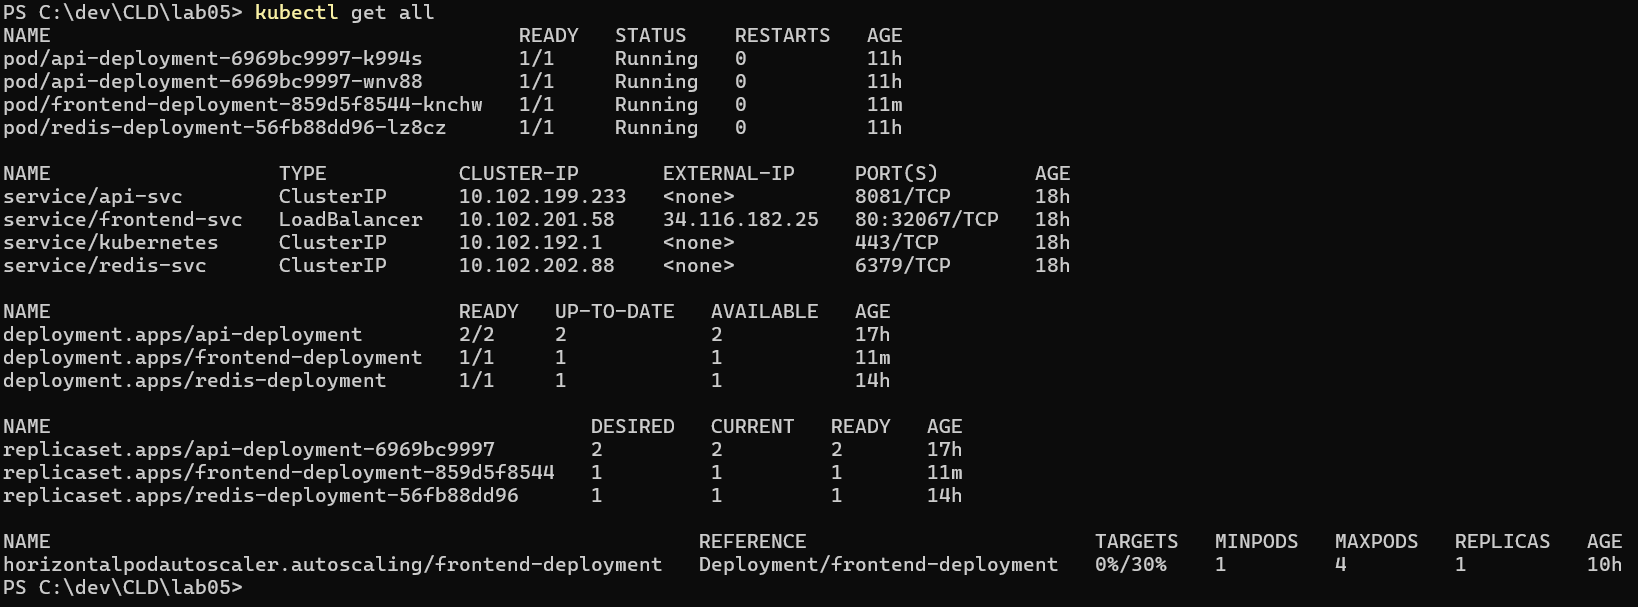 PS C:\dev\CLD\lab05> kubectl get all
NAME                                       READY   STATUS    RESTARTS   AGE
pod/api-deployment-6969bc9997-k994s        1/1     Running   0          11h
pod/api-deployment-6969bc9997-wnv88        1/1     Running   0          11h
pod/frontend-deployment-859d5f8544-knchw   1/1     Running   0          11m
pod/redis-deployment-56fb88dd96-lz8cz      1/1     Running   0          11h

NAME                   TYPE           CLUSTER-IP       EXTERNAL-IP     PORT(S)        AGE
service/api-svc        ClusterIP      10.102.199.233   <none>          8081/TCP       18h
service/frontend-svc   LoadBalancer   10.102.201.58    34.116.182.25   80:32067/TCP   18h
service/kubernetes     ClusterIP      10.102.192.1     <none>          443/TCP        18h
service/redis-svc      ClusterIP      10.102.202.88    <none>          6379/TCP       18h

NAME                                  READY   UP-TO-DATE   AVAILABLE   AGE
deployment.apps/api-deployment        2/2     2            2           17h
deployment.apps/frontend-deployment   1/1     1            1           11m
deployment.apps/redis-deployment      1/1     1            1           14h

NAME                                             DESIRED   CURRENT   READY   AGE
replicaset.apps/api-deployment-6969bc9997        2         2         2       17h
replicaset.apps/frontend-deployment-859d5f8544   1         1         1       11m
replicaset.apps/redis-deployment-56fb88dd96      1         1         1       14h

NAME                                                      REFERENCE                        TARGETS   MINPODS   MAXPODS   REPLICAS   AGE
horizontalpodautoscaler.autoscaling/frontend-deployment   Deployment/frontend-deployment   0%/30%    1         4         1          10h
PS C:\dev\CLD\lab05>